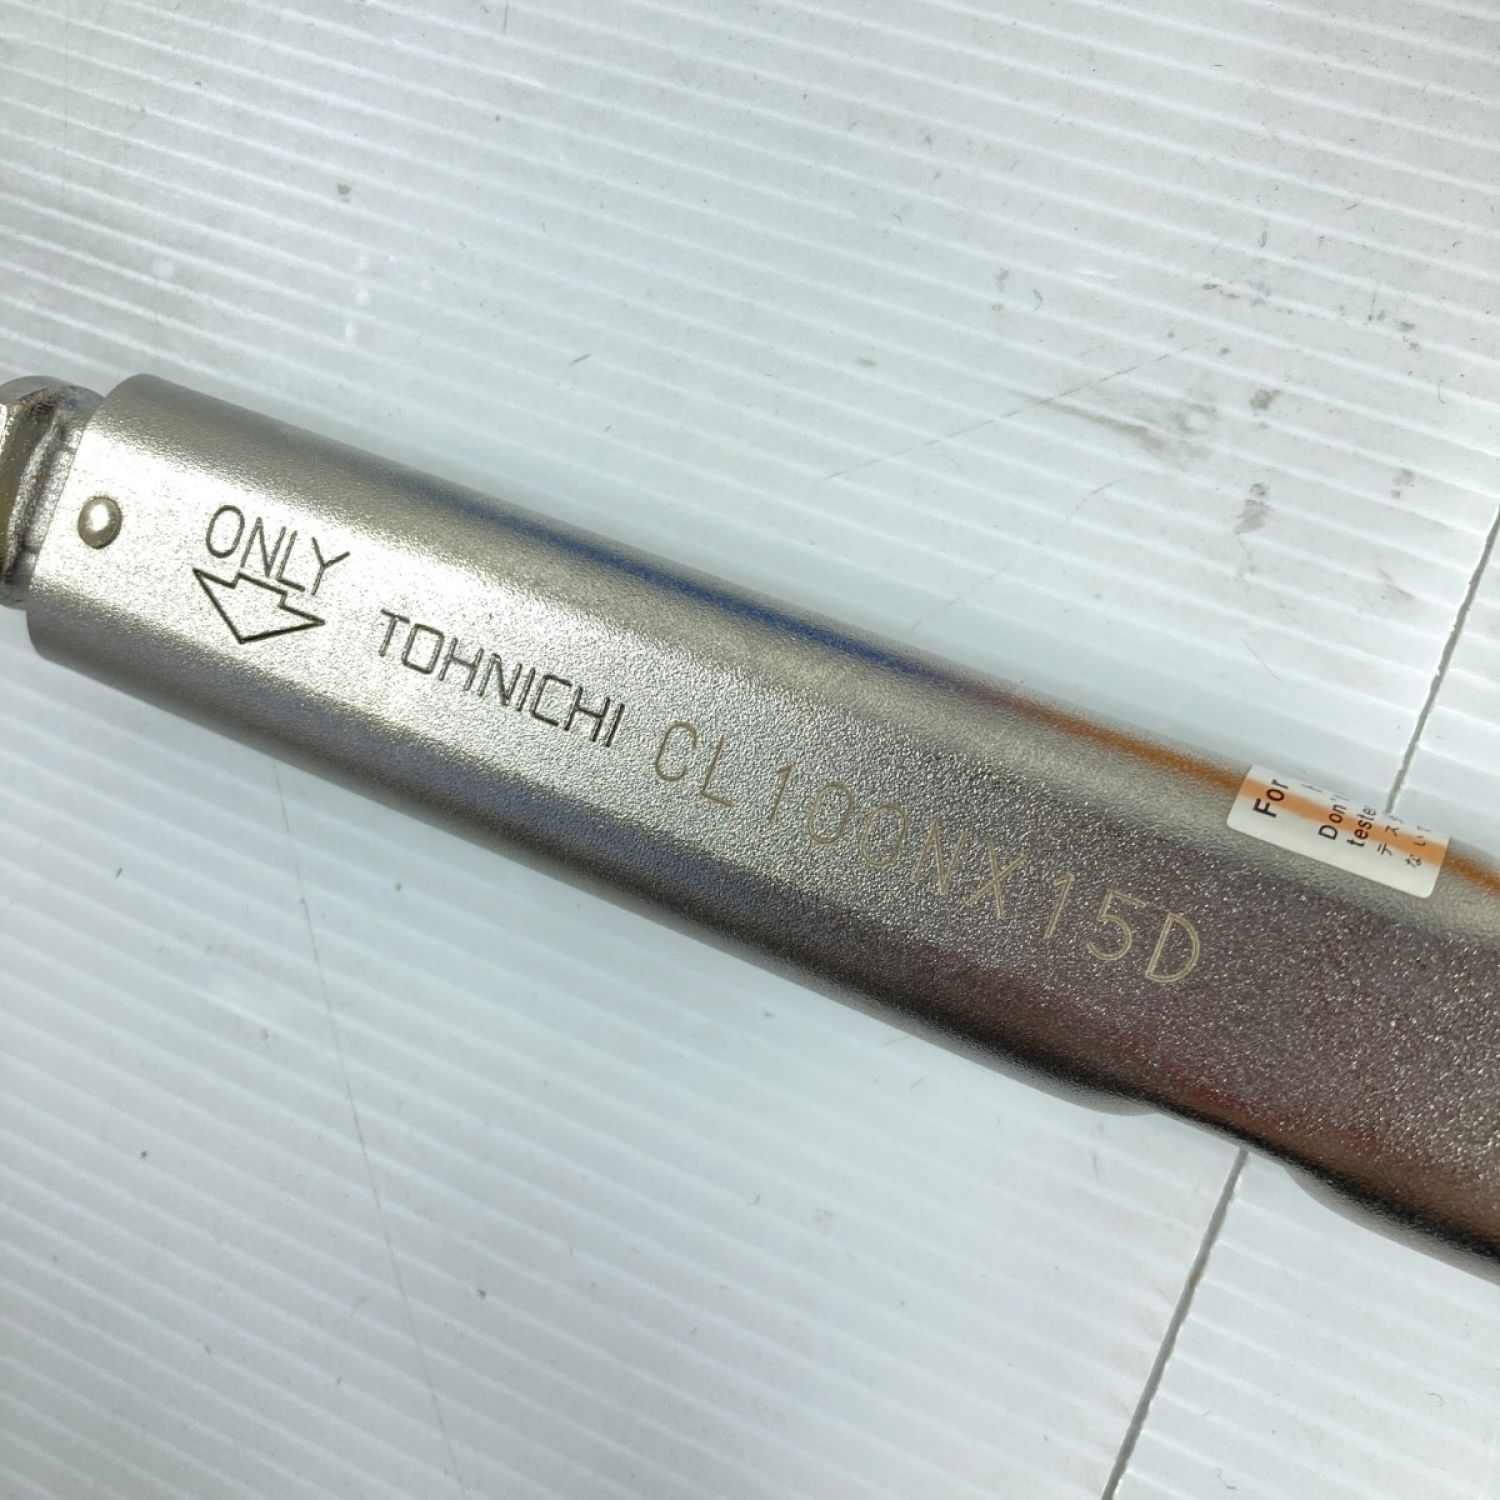 ONLY
TOHNICHI CL100NX15D
For
Don'
teste
テス
ない